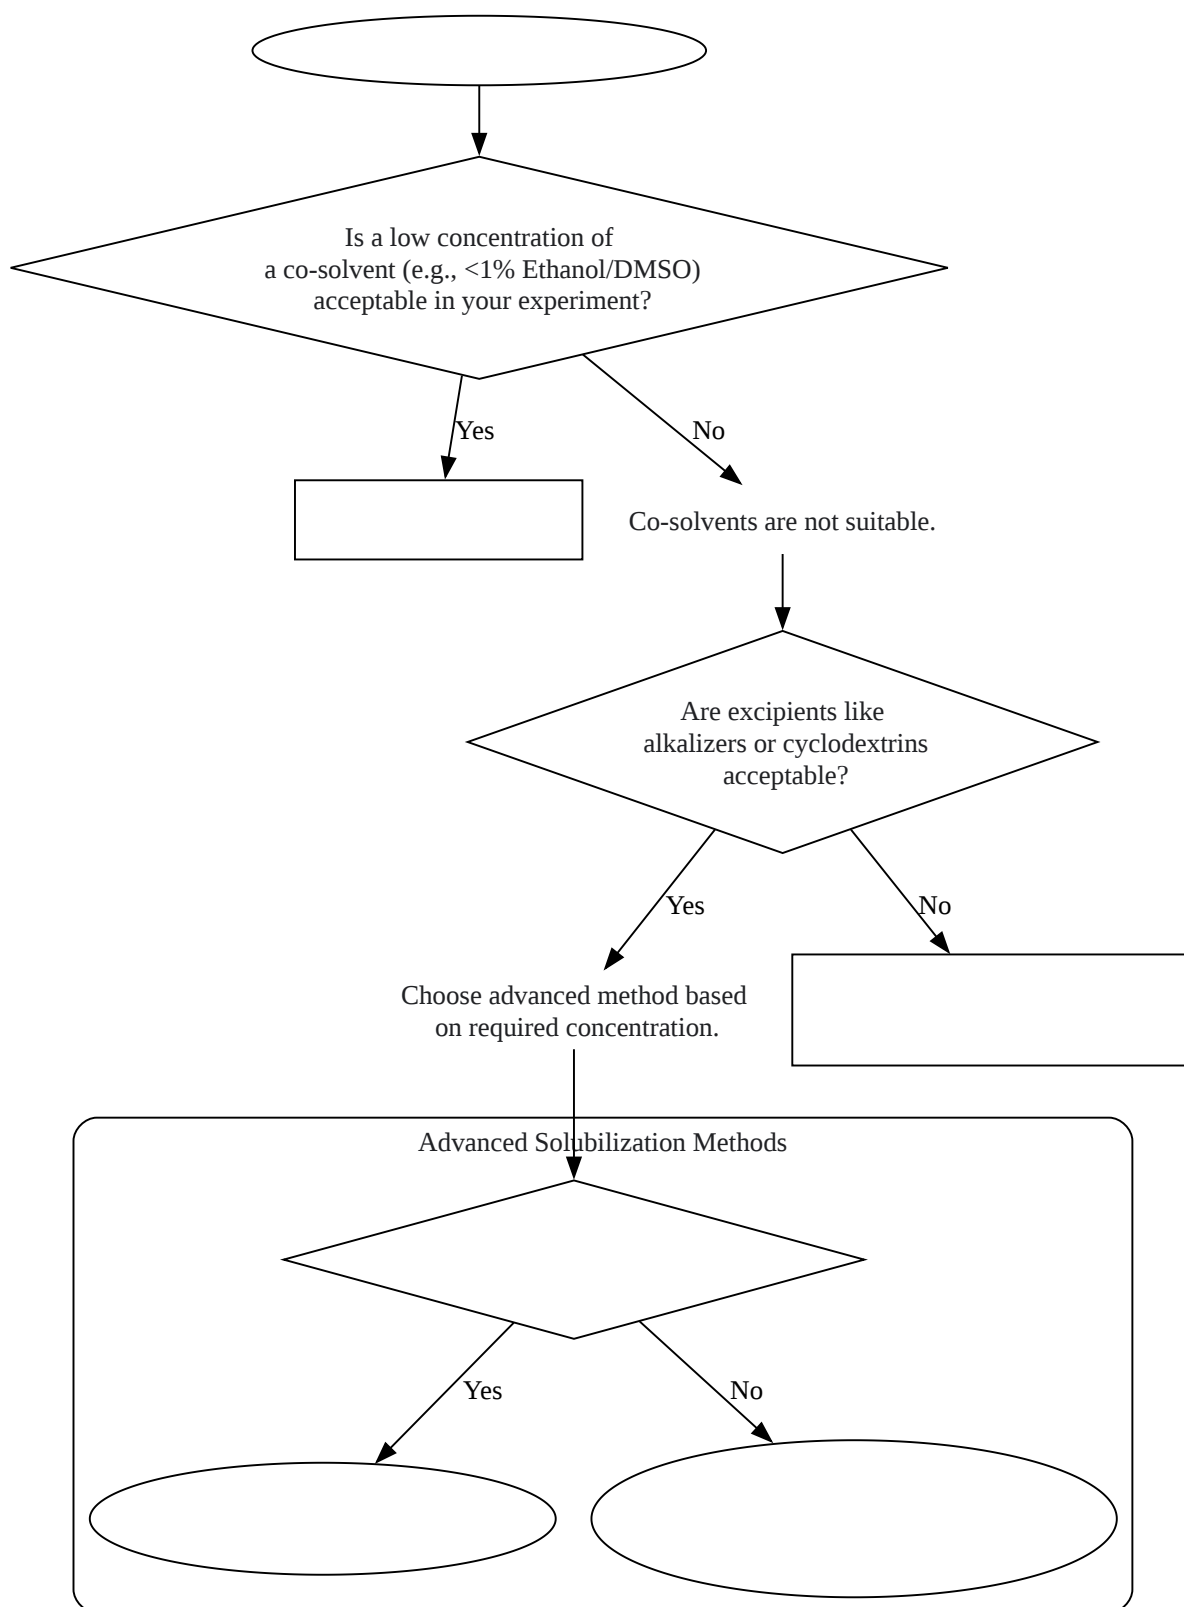 Is a low concentration of
a co-solvent (e.g., <1% Ethanol/DMSO)
acceptable in your experiment?
Yes
No
Co-solvents are not suitable.
Are excipients like
alkalizers or cyclodextrins
acceptable?
Yes
No
Choose advanced method based
on required concentration.
Advanced Solubilization Methods
Yes
No